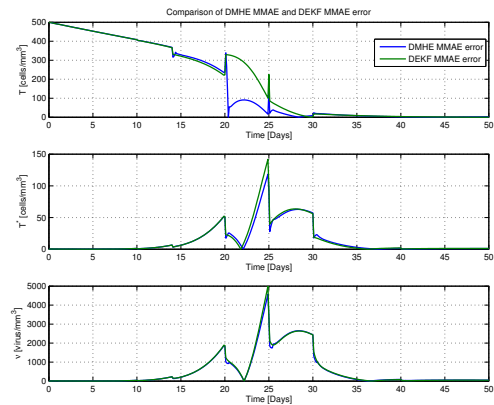 Comparison of DMHE MMAE and DEKF MMAE error
T [cells/mm³]
500
400
300
200
100
0
DMHE MMAE error
DEKF MMAE error
0 5 10 15 20 25 30 35 40 45 50
Time [Days]
T* [cells/mm³]
150
100
50
0
0 5 10 15 20 25 30 35 40 45 50
Time [Days]
v [virus/mm³]
5000
4000
3000
2000
1000
0
0 5 10 15 20 25 30 35 40 45 50
Time [Days]